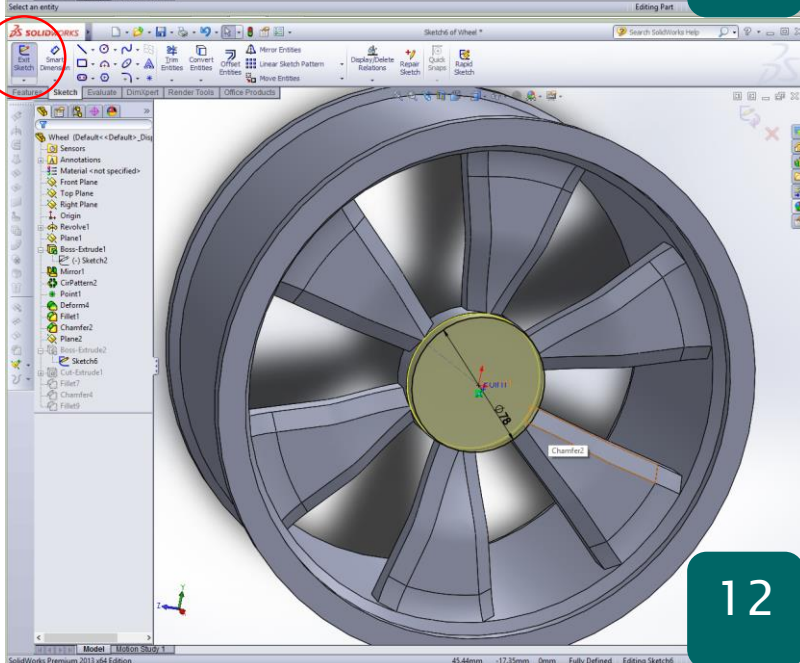 Select an entity
Editing Part
SOLIDWORKS
Sketch6 of Wheel *
Search SolidWorks Help
Exit Sketch
Smart Dimension
Trim Entities
Convert Entities
Offset Entities
Mirror Entities
Linear Sketch Pattern
Move Entities
Display/Delete Relations
Repair Sketch
Quick Snaps
Rapid Sketch
Features
Sketch
Evaluate
DimXpert
Render Tools
Office Products
Wheel (Default<<Default>_Disp
Sensors
Annotations
Material <not specified>
Front Plane
Top Plane
Right Plane
Origin
Revolve1
Plane1
Boss-Extrude1
(-) Sketch2
Mirror1
CirPattern2
Point1
Deform4
Fillet1
Chamfer2
Plane2
Boss-Extrude2
Sketch6
Cut-Extrude1
Fillet7
Chamfer4
Fillet9
Ø78
Chamfer2
Y
Z
12
Model
Motion Study 1
SolidWorks Premium 2013 x64 Edition
45.44mm
-17.35mm
0mm
Fully Defined
Editing Sketch6